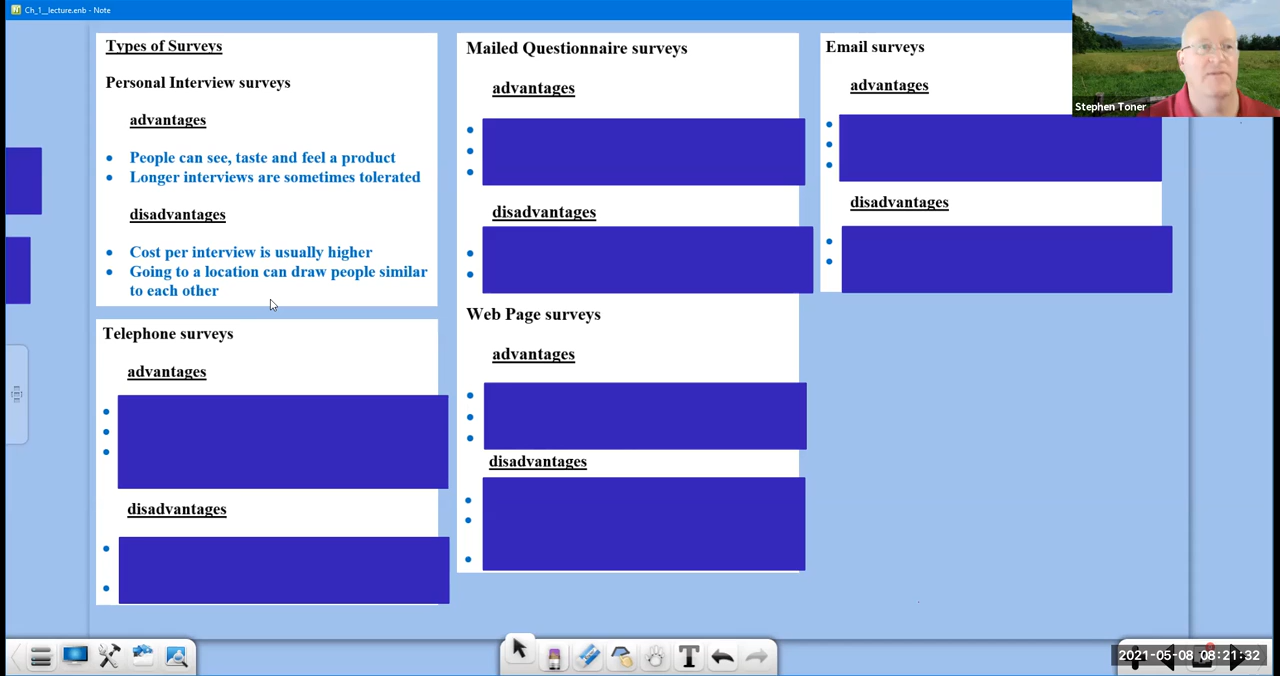 Ch_1__lecture.enb - Note
Types of Surveys
Personal Interview surveys
advantages
• People can see, taste and feel a product
• Longer interviews are sometimes tolerated
disadvantages
• Cost per interview is usually higher
• Going to a location can draw people similar
to each other
Telephone surveys
advantages
disadvantages
Mailed Questionnaire surveys
advantages
disadvantages
Web Page surveys
advantages
disadvantages
Email surveys
advantages
disadvantages
Stephen Toner
T
2021-05-08 08:21:32